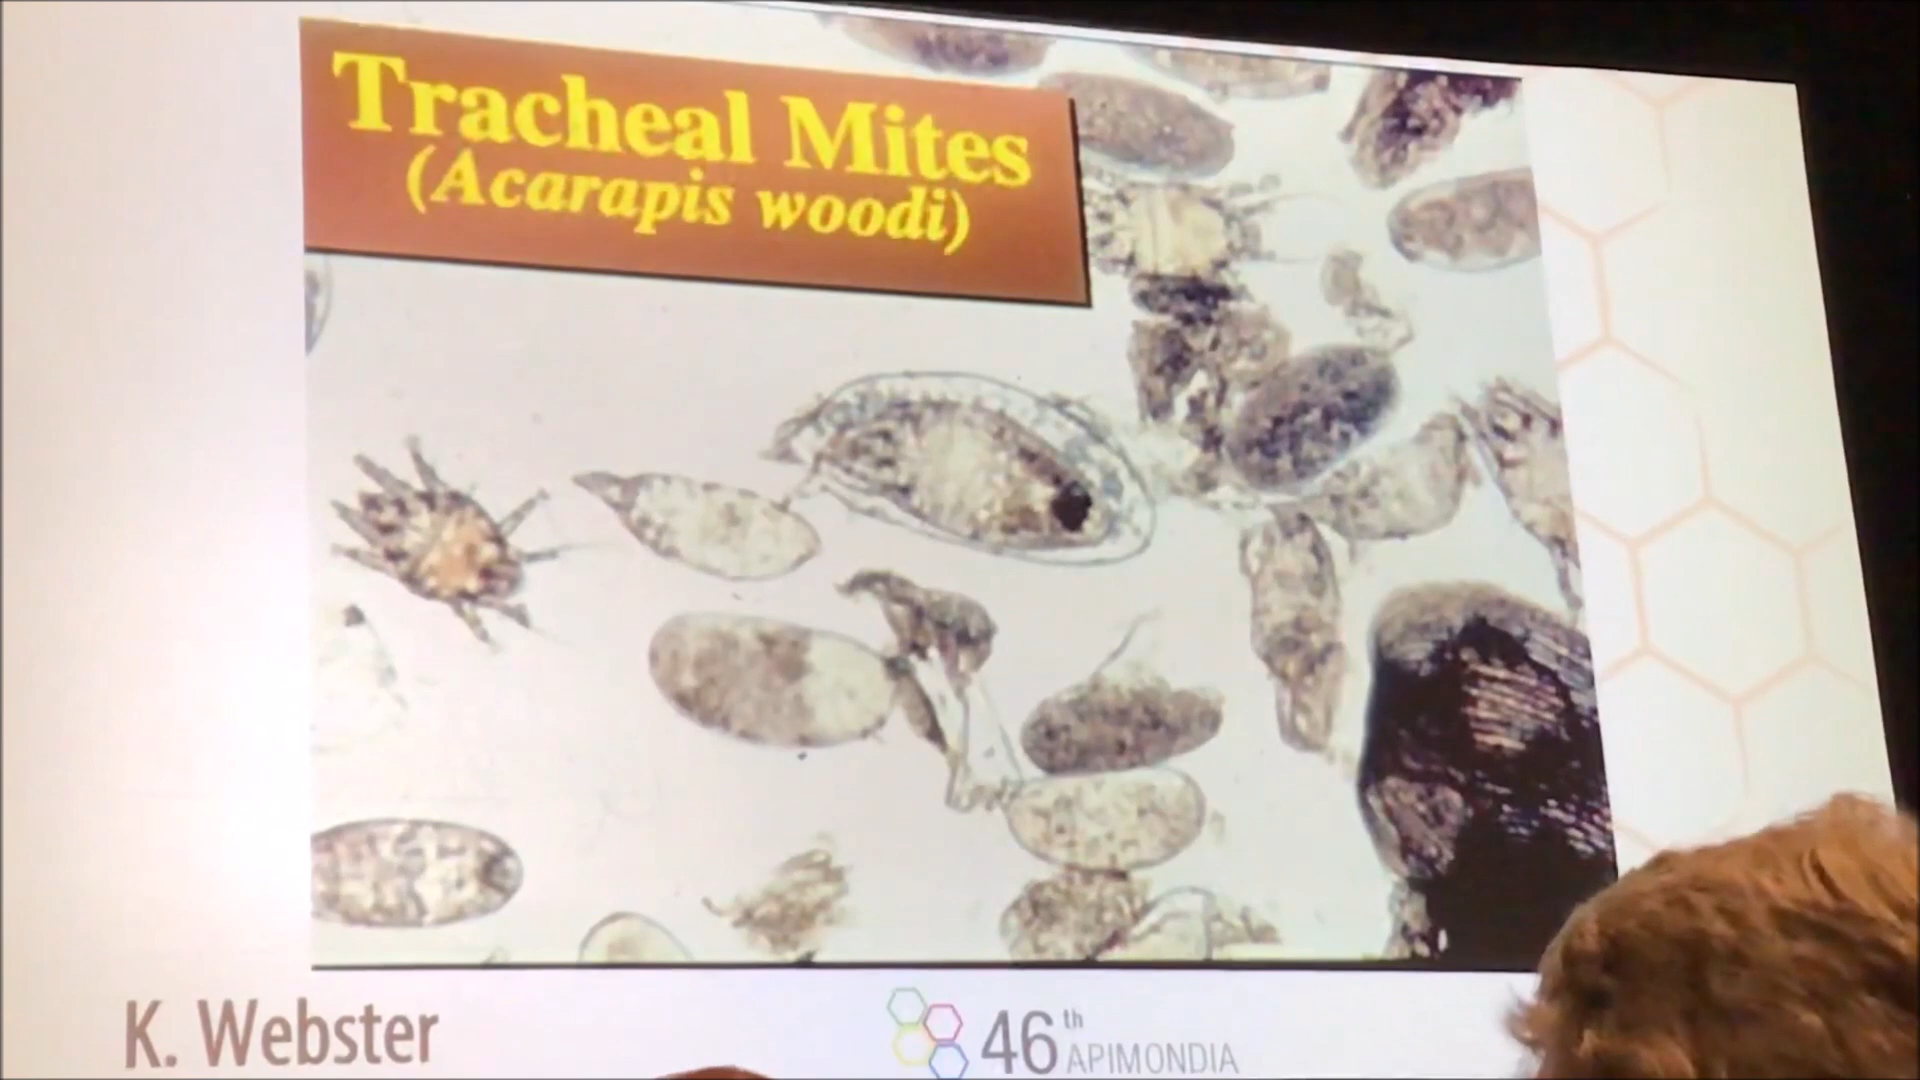 Tracheal Mites
(Acarapis woodi)
K. Webster
46th
APIMONDIA